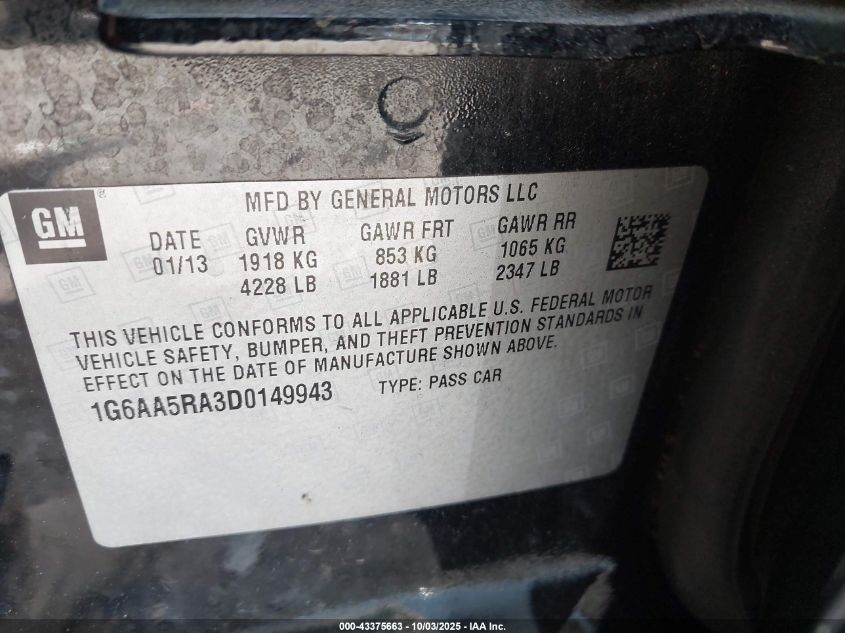 GM
MFD BY GENERAL MOTORS LLC
DATE GVWR GAWR FRT GAWR RR
01/13 1918 KG 853 KG 1065 KG
4228 LB 1881 LB 2347 LB
THIS VEHICLE CONFORMS TO ALL APPLICABLE U.S. FEDERAL MOTOR
VEHICLE SAFETY, BUMPER, AND THEFT PREVENTION STANDARDS IN
EFFECT ON THE DATE OF MANUFACTURE SHOWN ABOVE.
1G6AA5RA3D0149943 TYPE: PASS CAR
000-43375663 - 10/03/2025 - IAA Inc.